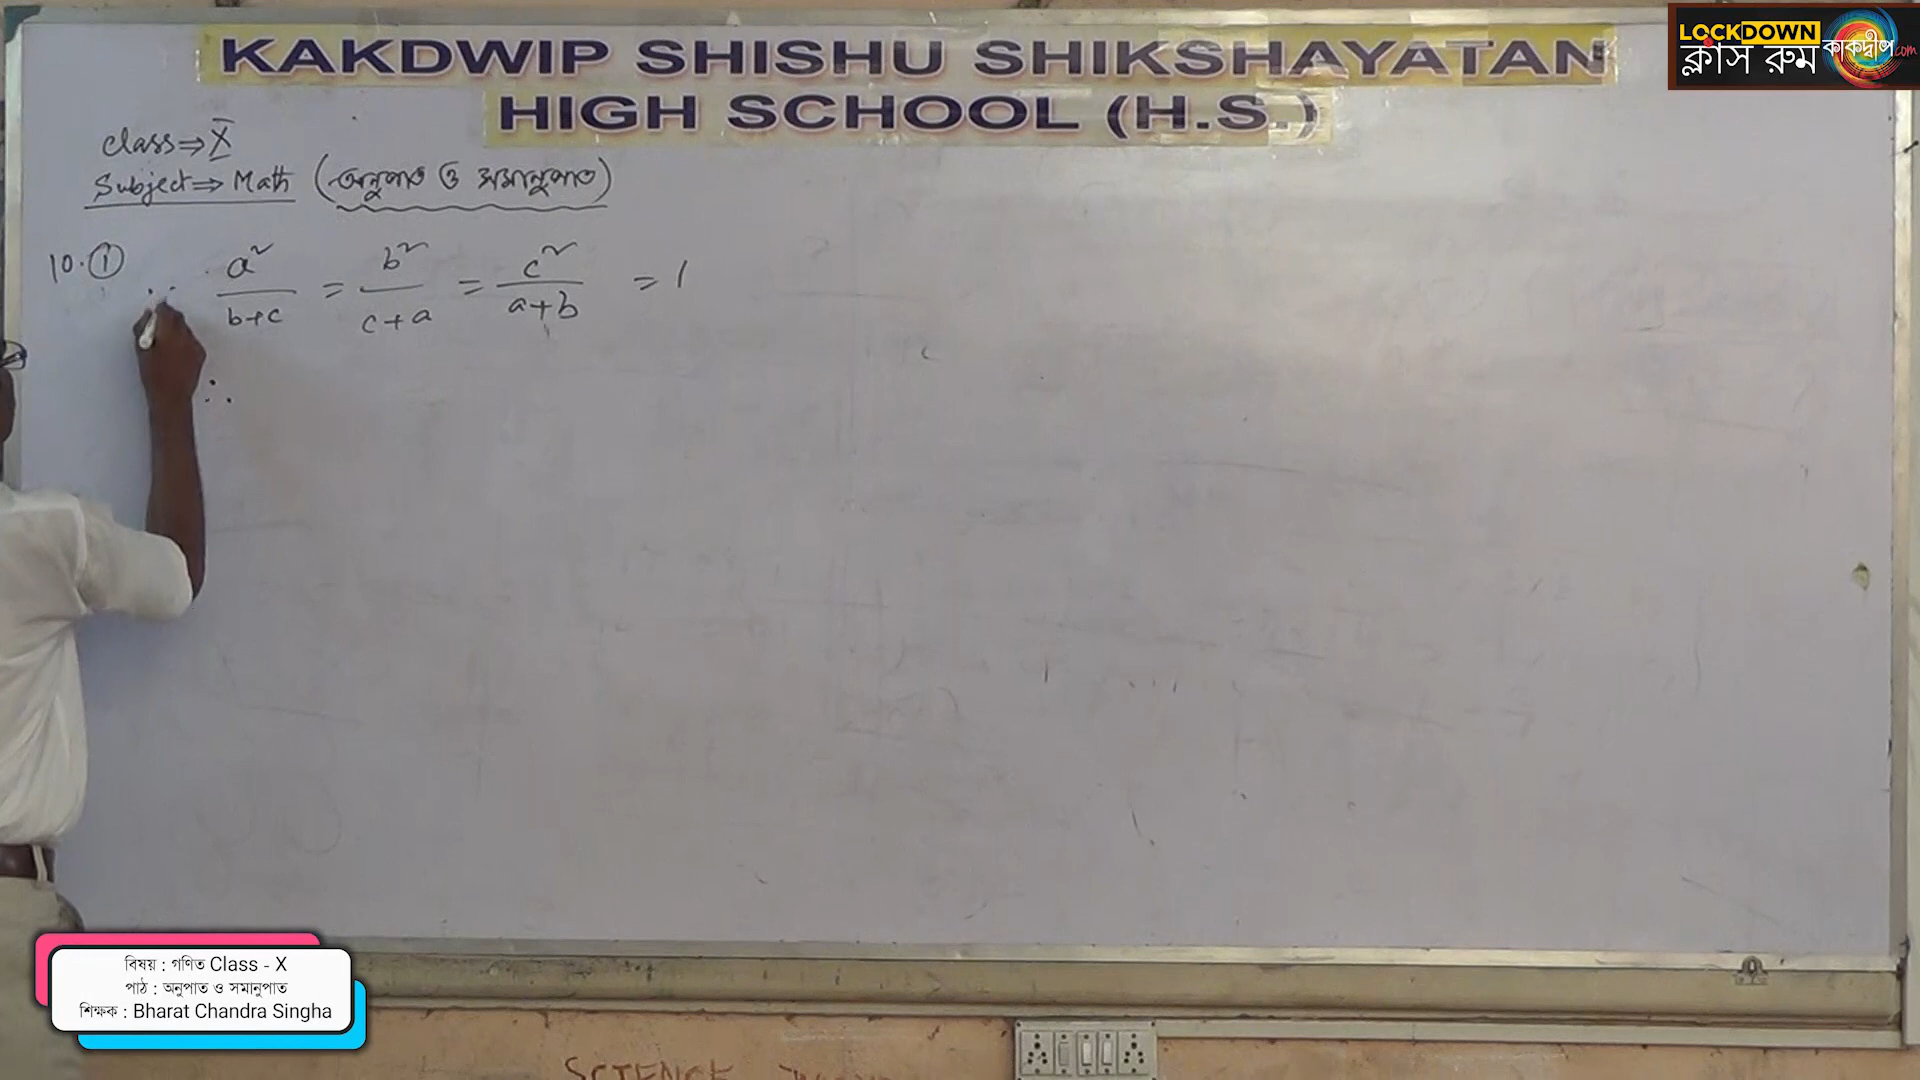 KAKDWIP SHISHU SHIKSHAYATAN
HIGH SCHOOL (H.S.)
LOCKDOWN
ক্লাস রুম কাকদ্বীপ.com
Class ⇒ X
Subject ⇒ Math (অনুপাত ও সমানুপাত)
10. ① a²/(b+c) = b²/(c+a) = c²/(a+b) = 1
∴
বিষয় : গণিত Class - X
পাঠ : অনুপাত ও সমানুপাত
শিক্ষক : Bharat Chandra Singha
SCIENCE